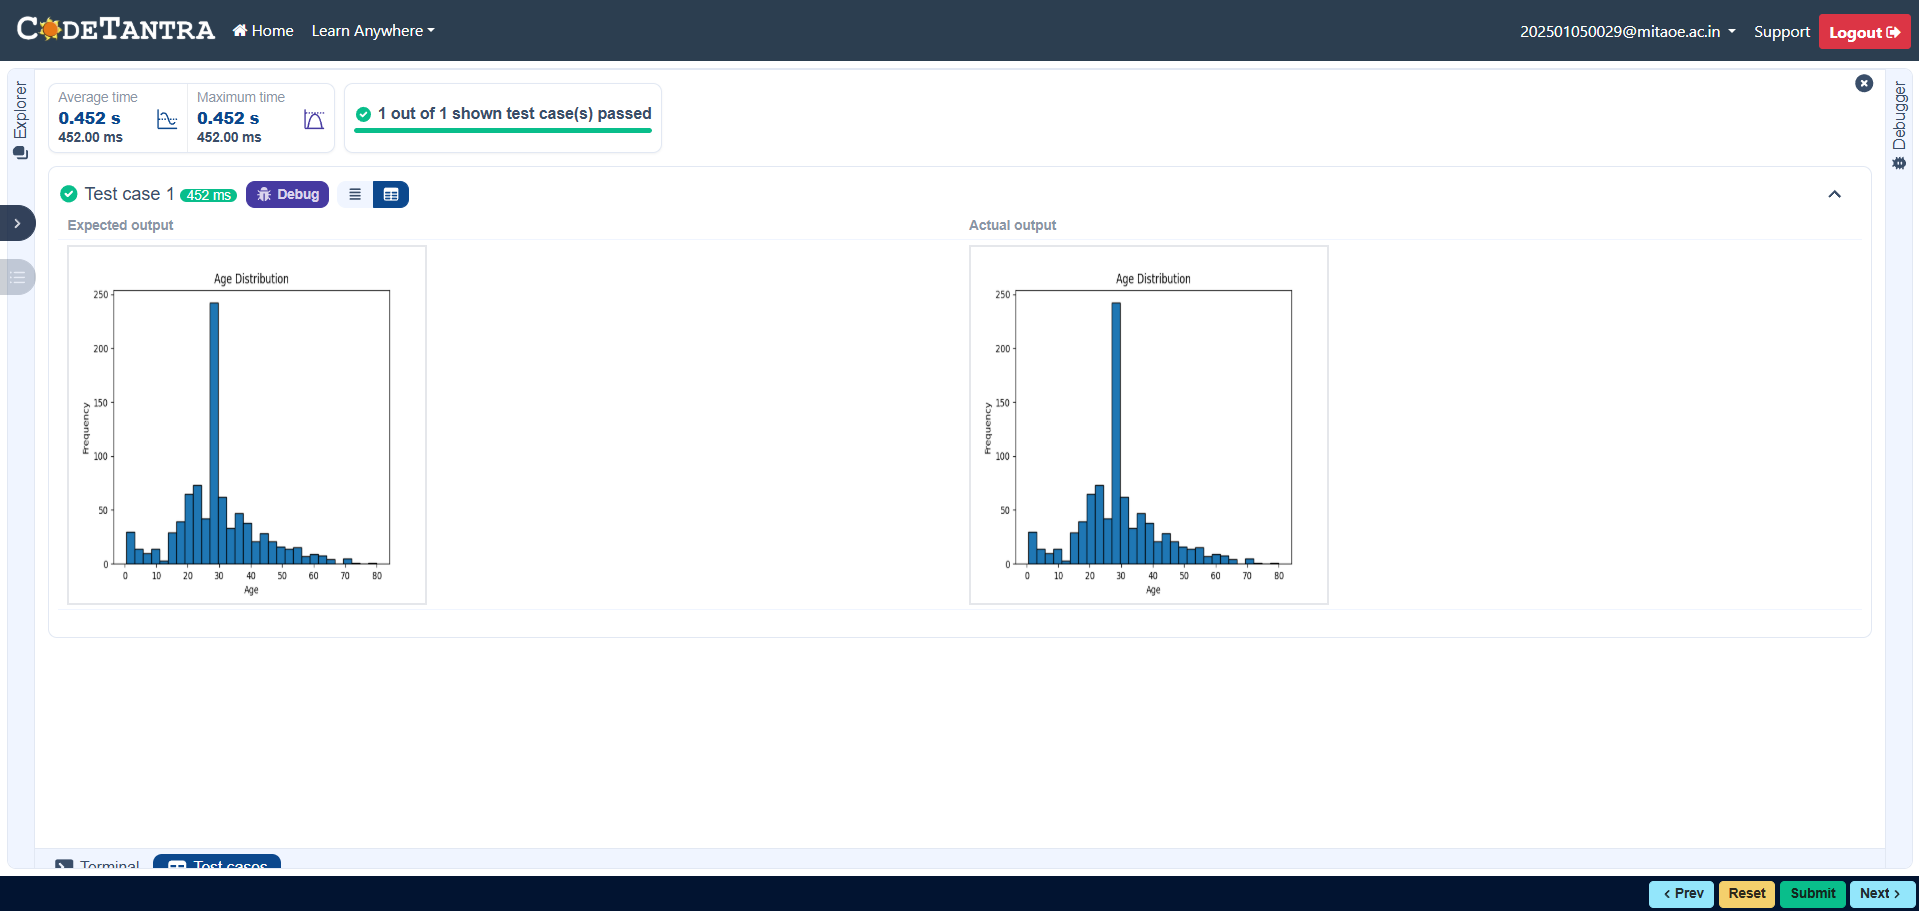 CODETANTRA Home Learn Anywhere 202501050029@mitaoe.ac.in Support Logout
Explorer
Average time
0.452 s
452.00 ms
Maximum time
0.452 s
452.00 ms
1 out of 1 shown test case(s) passed
Debugger
Test case 1 452 ms Debug
Expected output Actual output
Age Distribution
250
200
150
100
50
0
Frequency
0 10 20 30 40 50 60 70 80
Age
Age Distribution
250
200
150
100
50
0
Frequency
0 10 20 30 40 50 60 70 80
Age
Terminal Test cases
Prev Reset Submit Next